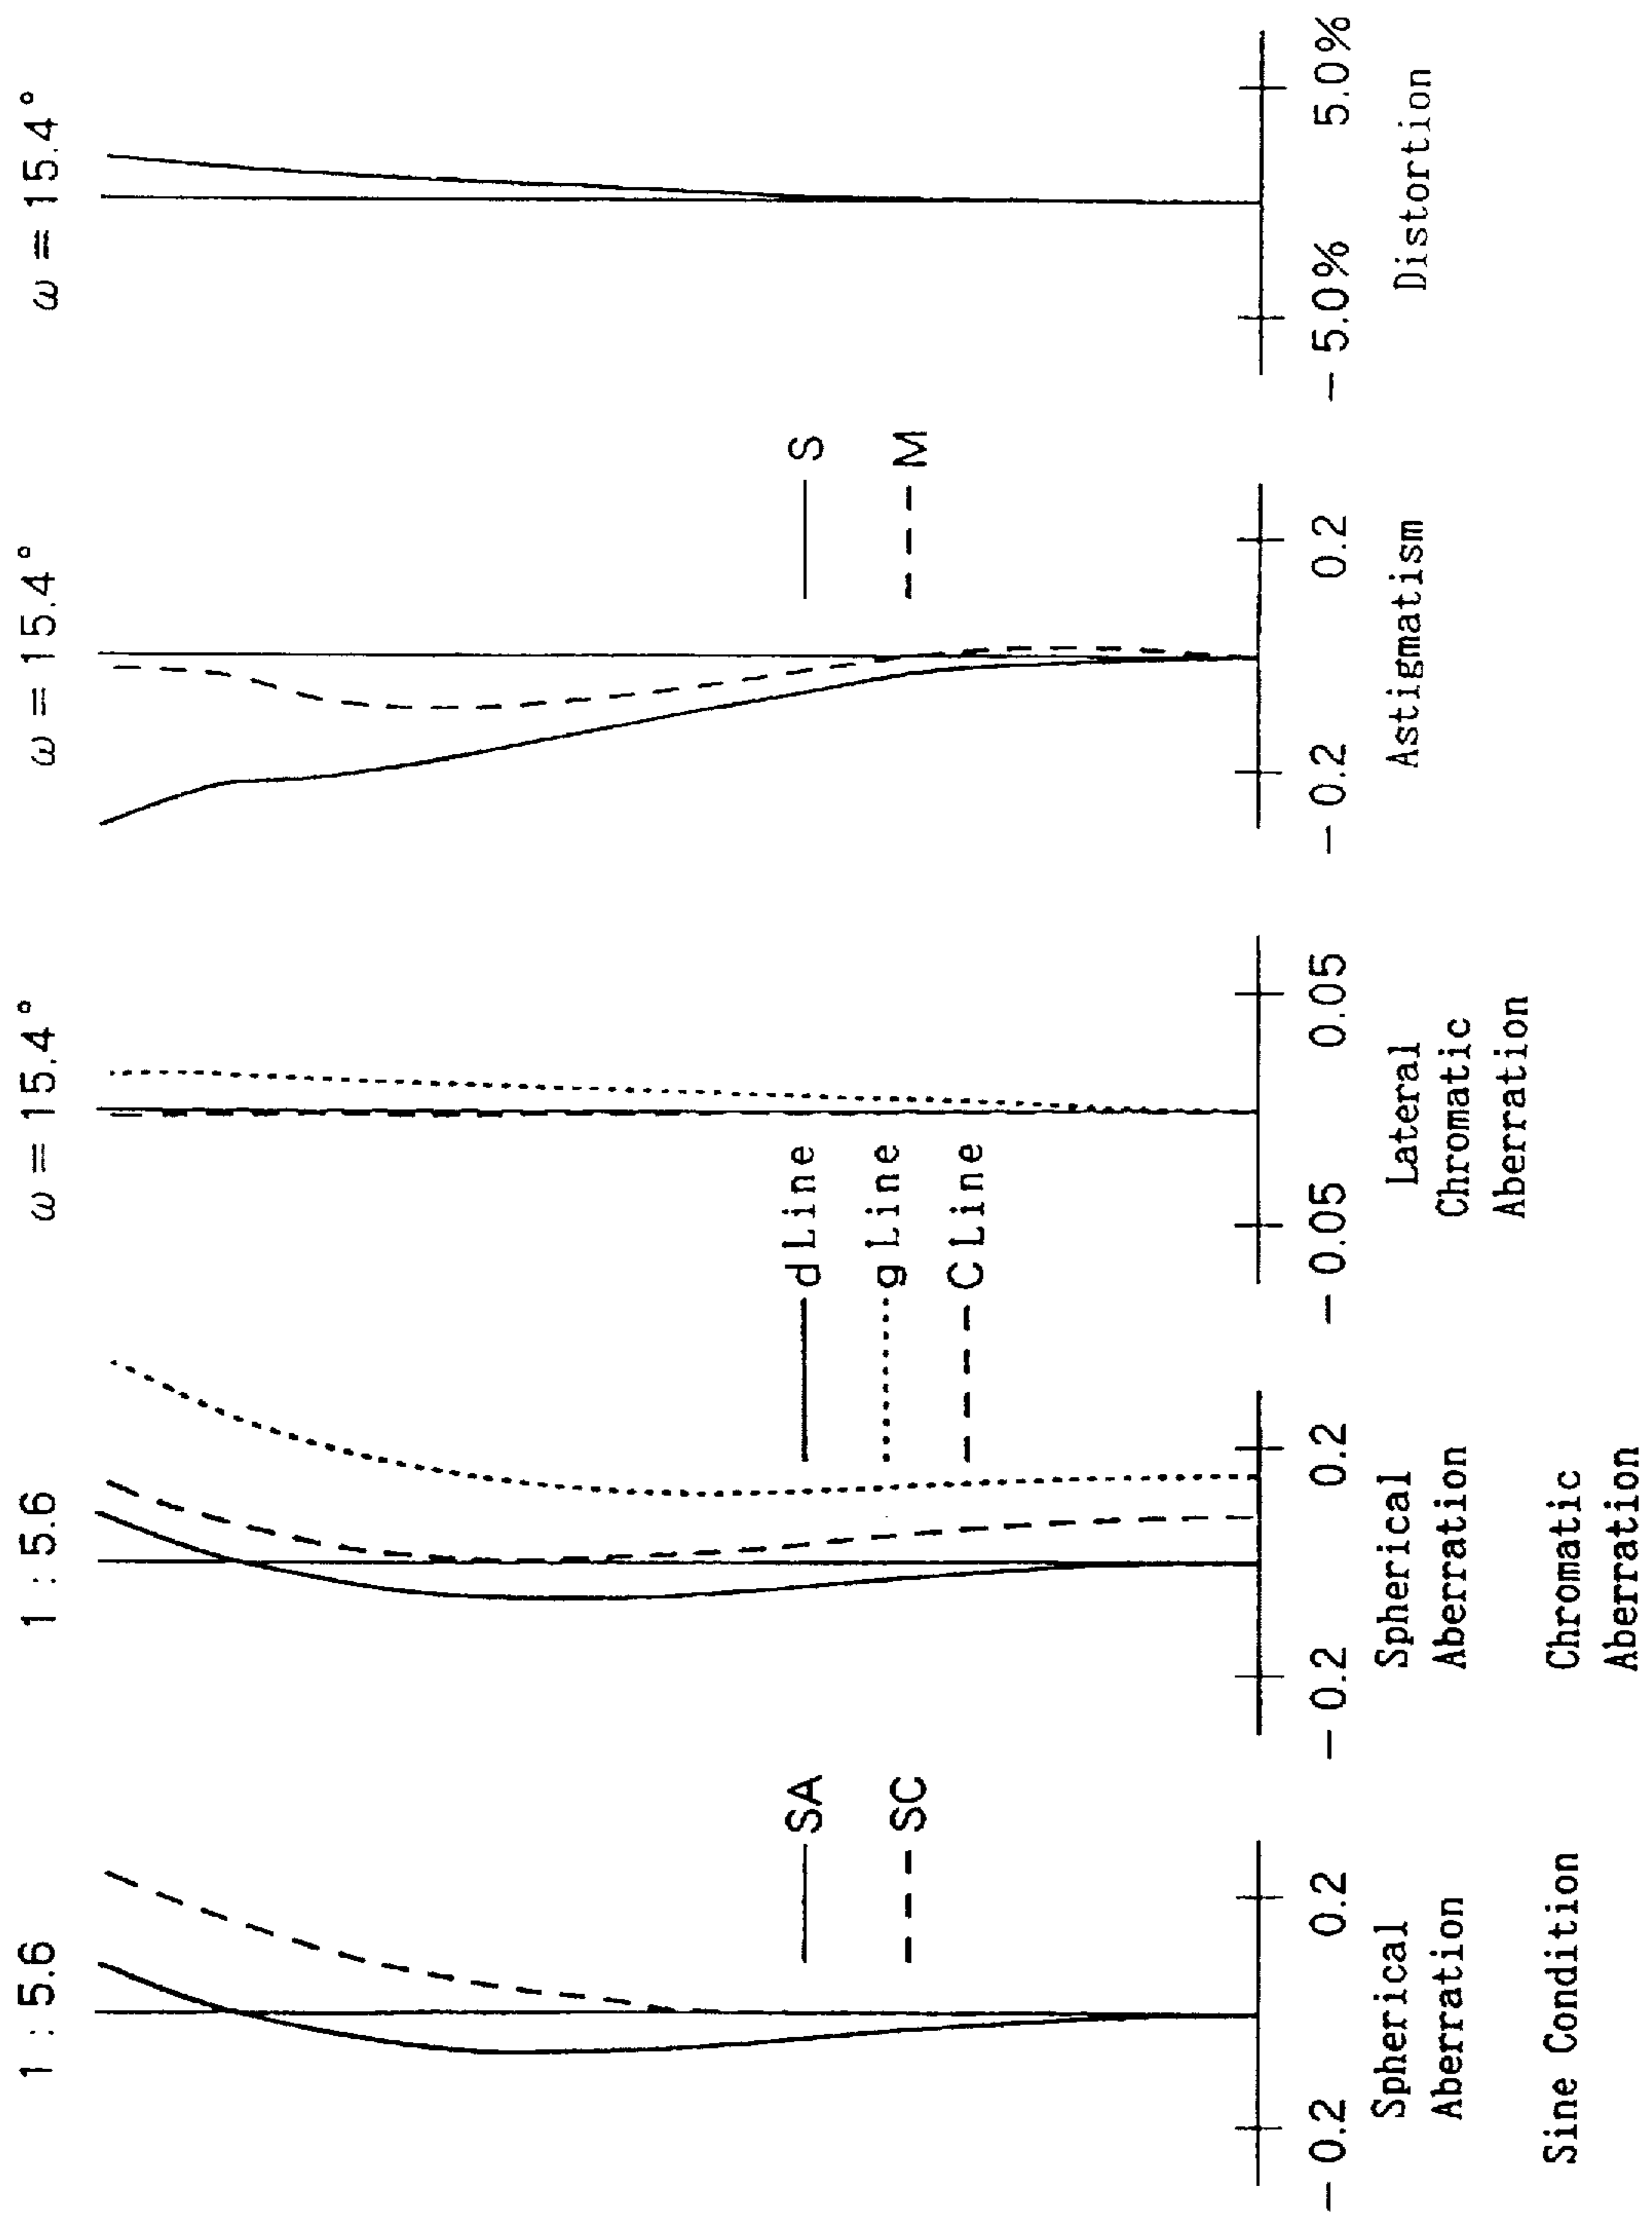 1 : 5.6
SA
SC
-0.2
0.2
Spherical
Aberration
Sine Condition
1 : 5.6
d Line
g Line
C Line
-0.2
0.2
Spherical
Aberration
Chromatic
Aberration
ω = 15.4°
-0.05
0.05
Lateral
Chromatic
Aberration
ω = 15.4°
S
M
-0.2
0.2
Astigmatism
ω = 15.4°
-5.0%
5.0%
Distortion